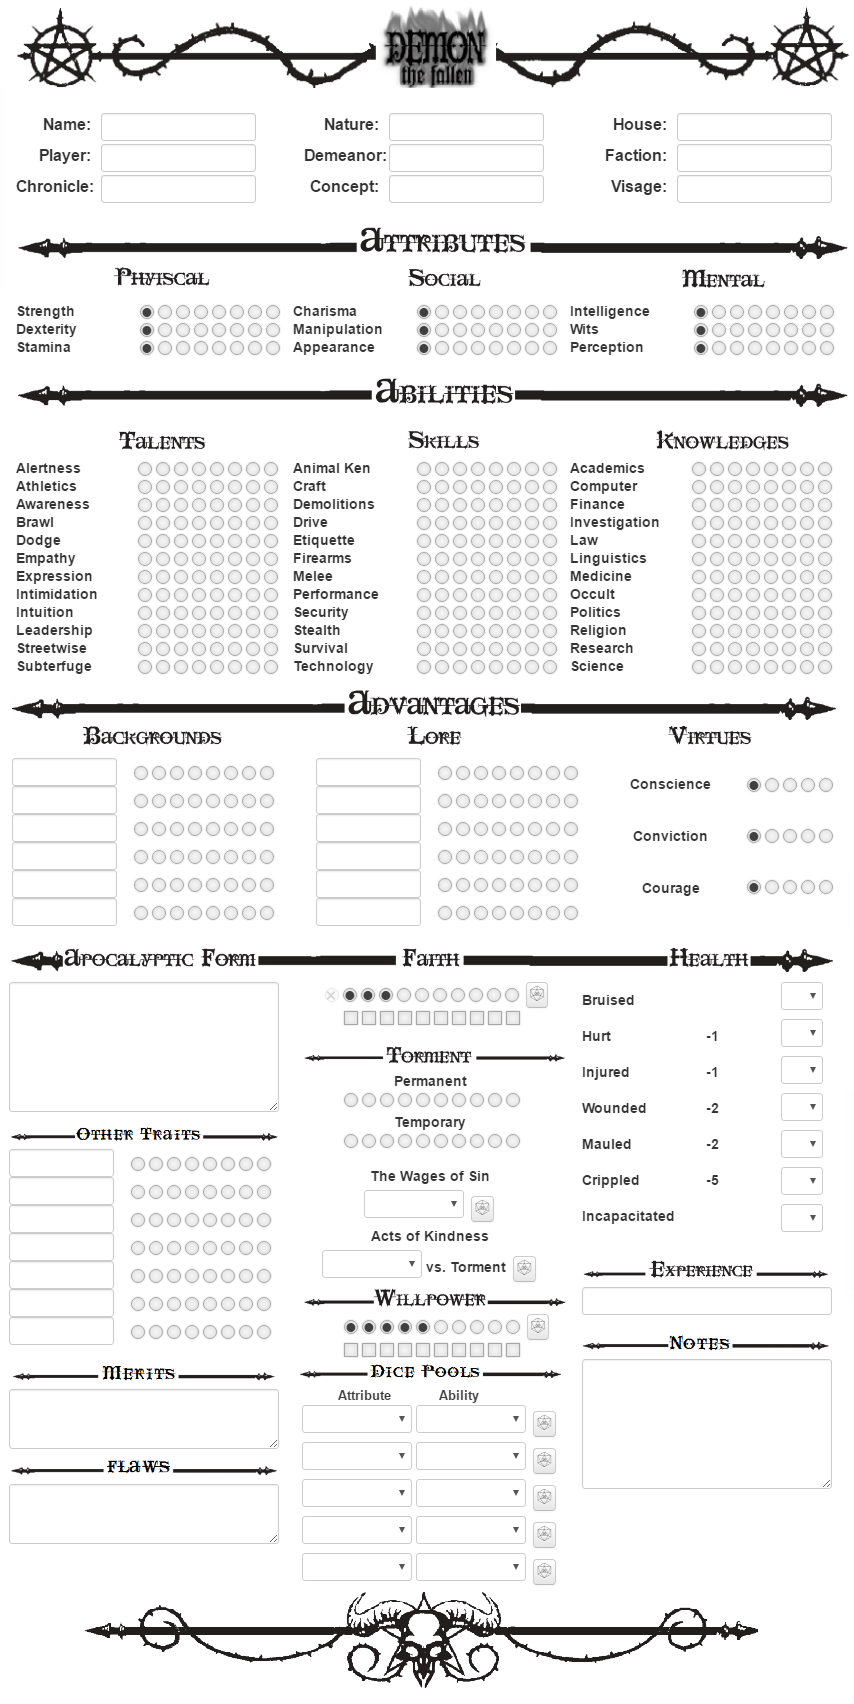 DEMON
the fallen
Name: Nature: House:
Player: Demeanor: Faction:
Chronicle: Concept: Visage:
Attributes
Phyiscal Social Mental
Strength Charisma Intelligence
Dexterity Manipulation Wits
Stamina Appearance Perception
Abilities
Talents Skills Knowledges
Alertness Animal Ken Academics
Athletics Craft Computer
Awareness Demolitions Finance
Brawl Drive Investigation
Dodge Etiquette Law
Empathy Firearms Linguistics
Expression Melee Medicine
Intimidation Performance Occult
Intuition Security Politics
Leadership Stealth Religion
Streetwise Survival Research
Subterfuge Technology Science
Advantages
Backgrounds Lore Virtues
Conscience
Conviction
Courage
Apocalyptic Form Faith Health
Bruised
Hurt -1
Torment
Permanent
Injured -1
Temporary
Wounded -2
Other Traits
Mauled -2
The Wages of Sin
Crippled -5
Incapacitated
Acts of Kindness
vs. Torment
Experience
Willpower
Notes
Merits
Dice Pools
Attribute Ability
Flaws